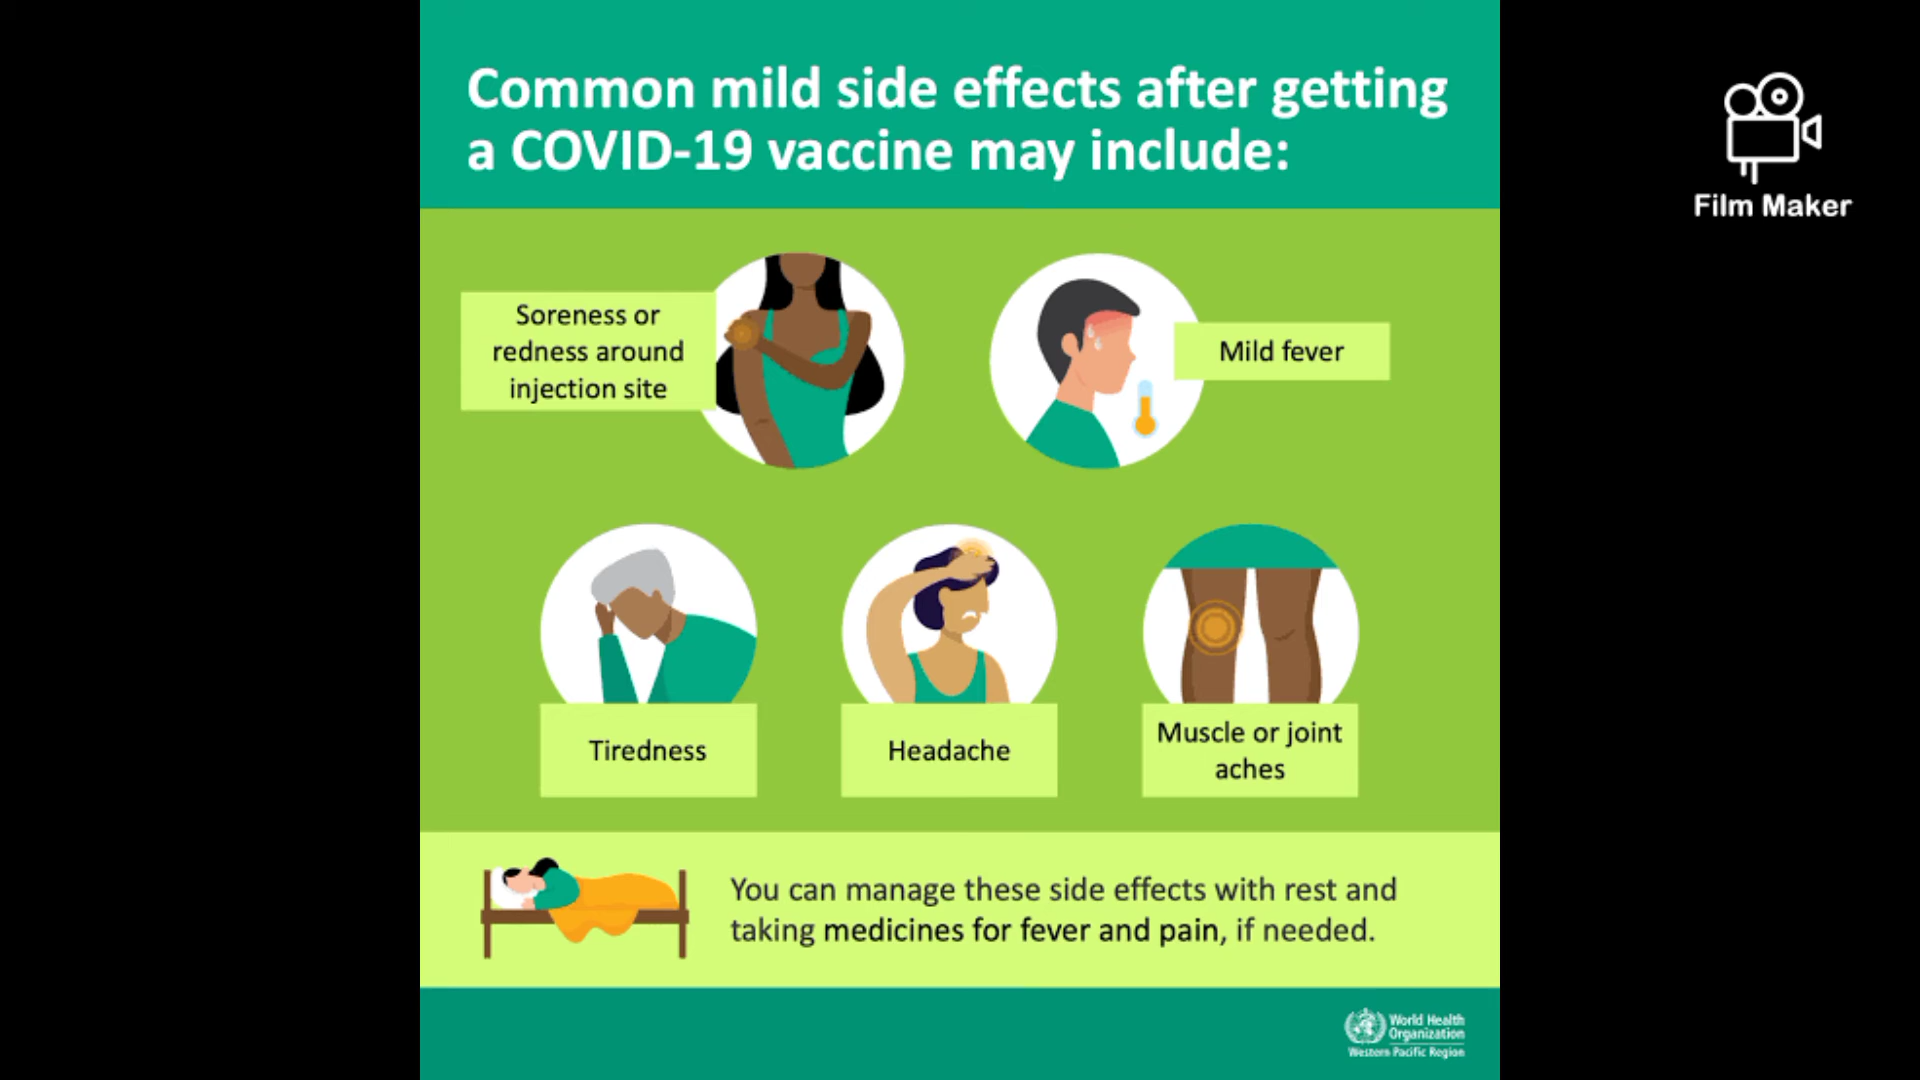 Common mild side effects after getting
a COVID-19 vaccine may include:
Film Maker
Soreness or
redness around
injection site
Mild fever
Tiredness
Headache
Muscle or joint
aches
You can manage these side effects with rest and
taking medicines for fever and pain, if needed.
World Health
Organization
Western Pacific Region